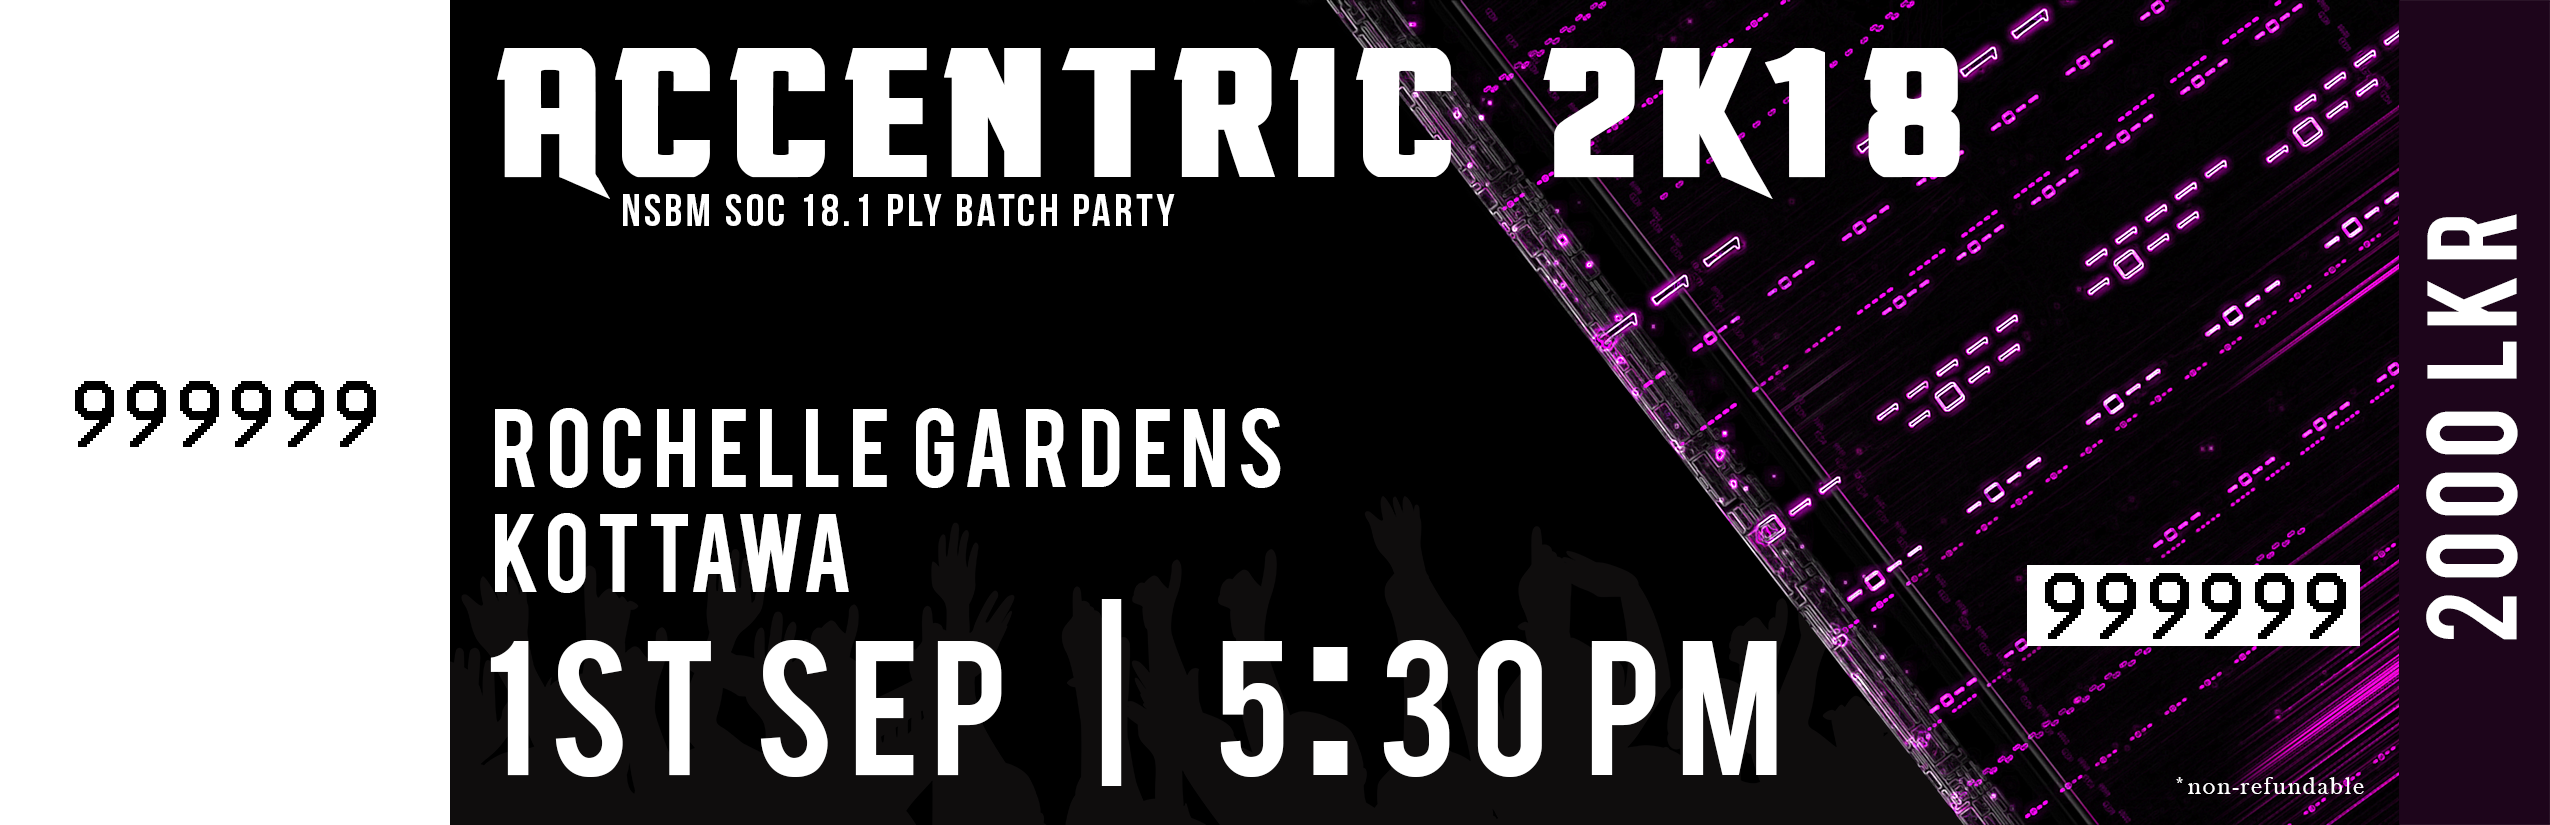 999999
ACCENTRIC 2K18
NSBM SOC 18.1 PLY BATCH PARTY
ROCHELLE GARDENS
KOTTAWA
1ST SEP | 5:30 PM
999999
*non-refundable
2000 LKR